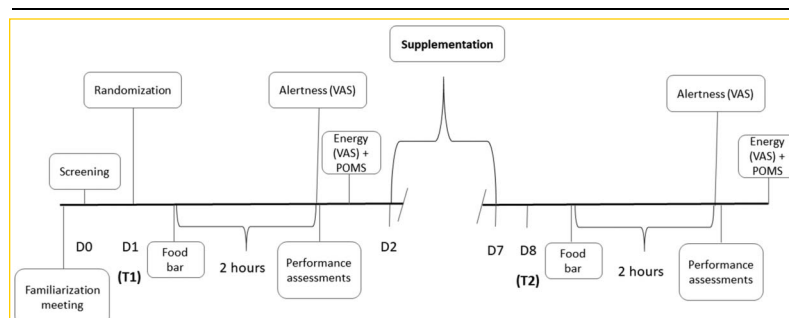 Supplementation
Randomization
Alertness (VAS)
Alertness (VAS)
Energy
(VAS) +
POMS
Energy
(VAS) +
POMS
Screening
D0
D1
(T1)
Food
bar
2 hours
Performance
assessments
D2
D7
D8
(T2)
Food
bar
2 hours
Performance
assessments
Familiarization
meeting